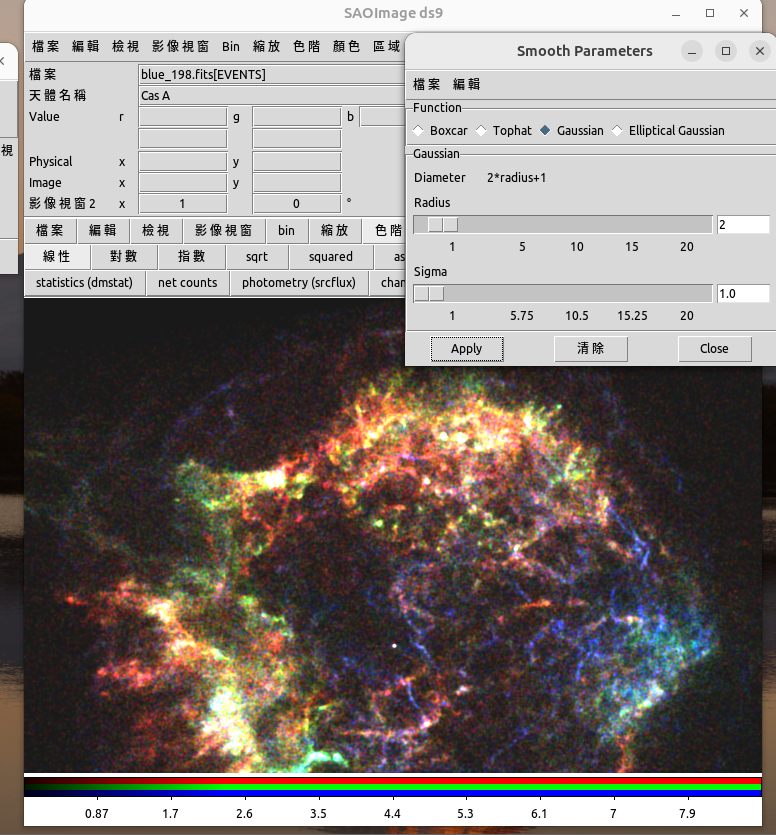 SAOImage ds9
檔案 編輯 檢視 影像視窗 Bin 縮放 色階 顏色 區域
檔案 blue_198.fits[EVENTS]
天體名稱 Cas A
Value r g b
Physical x y
Image x y
影像視窗2 x 1 0 °
檔案 編輯 檢視 影像視窗 bin 縮放 色階
線性 對數 指數 sqrt squared as
statistics (dmstat) net counts photometry (srcflux) char
視
Smooth Parameters
檔案 編輯
Function
Boxcar Tophat Gaussian Elliptical Gaussian
Gaussian
Diameter 2*radius+1
Radius
2
1 5 10 15 20
Sigma
1.0
1 5.75 10.5 15.25 20
Apply 清除 Close
0.87 1.7 2.6 3.5 4.4 5.3 6.1 7 7.9